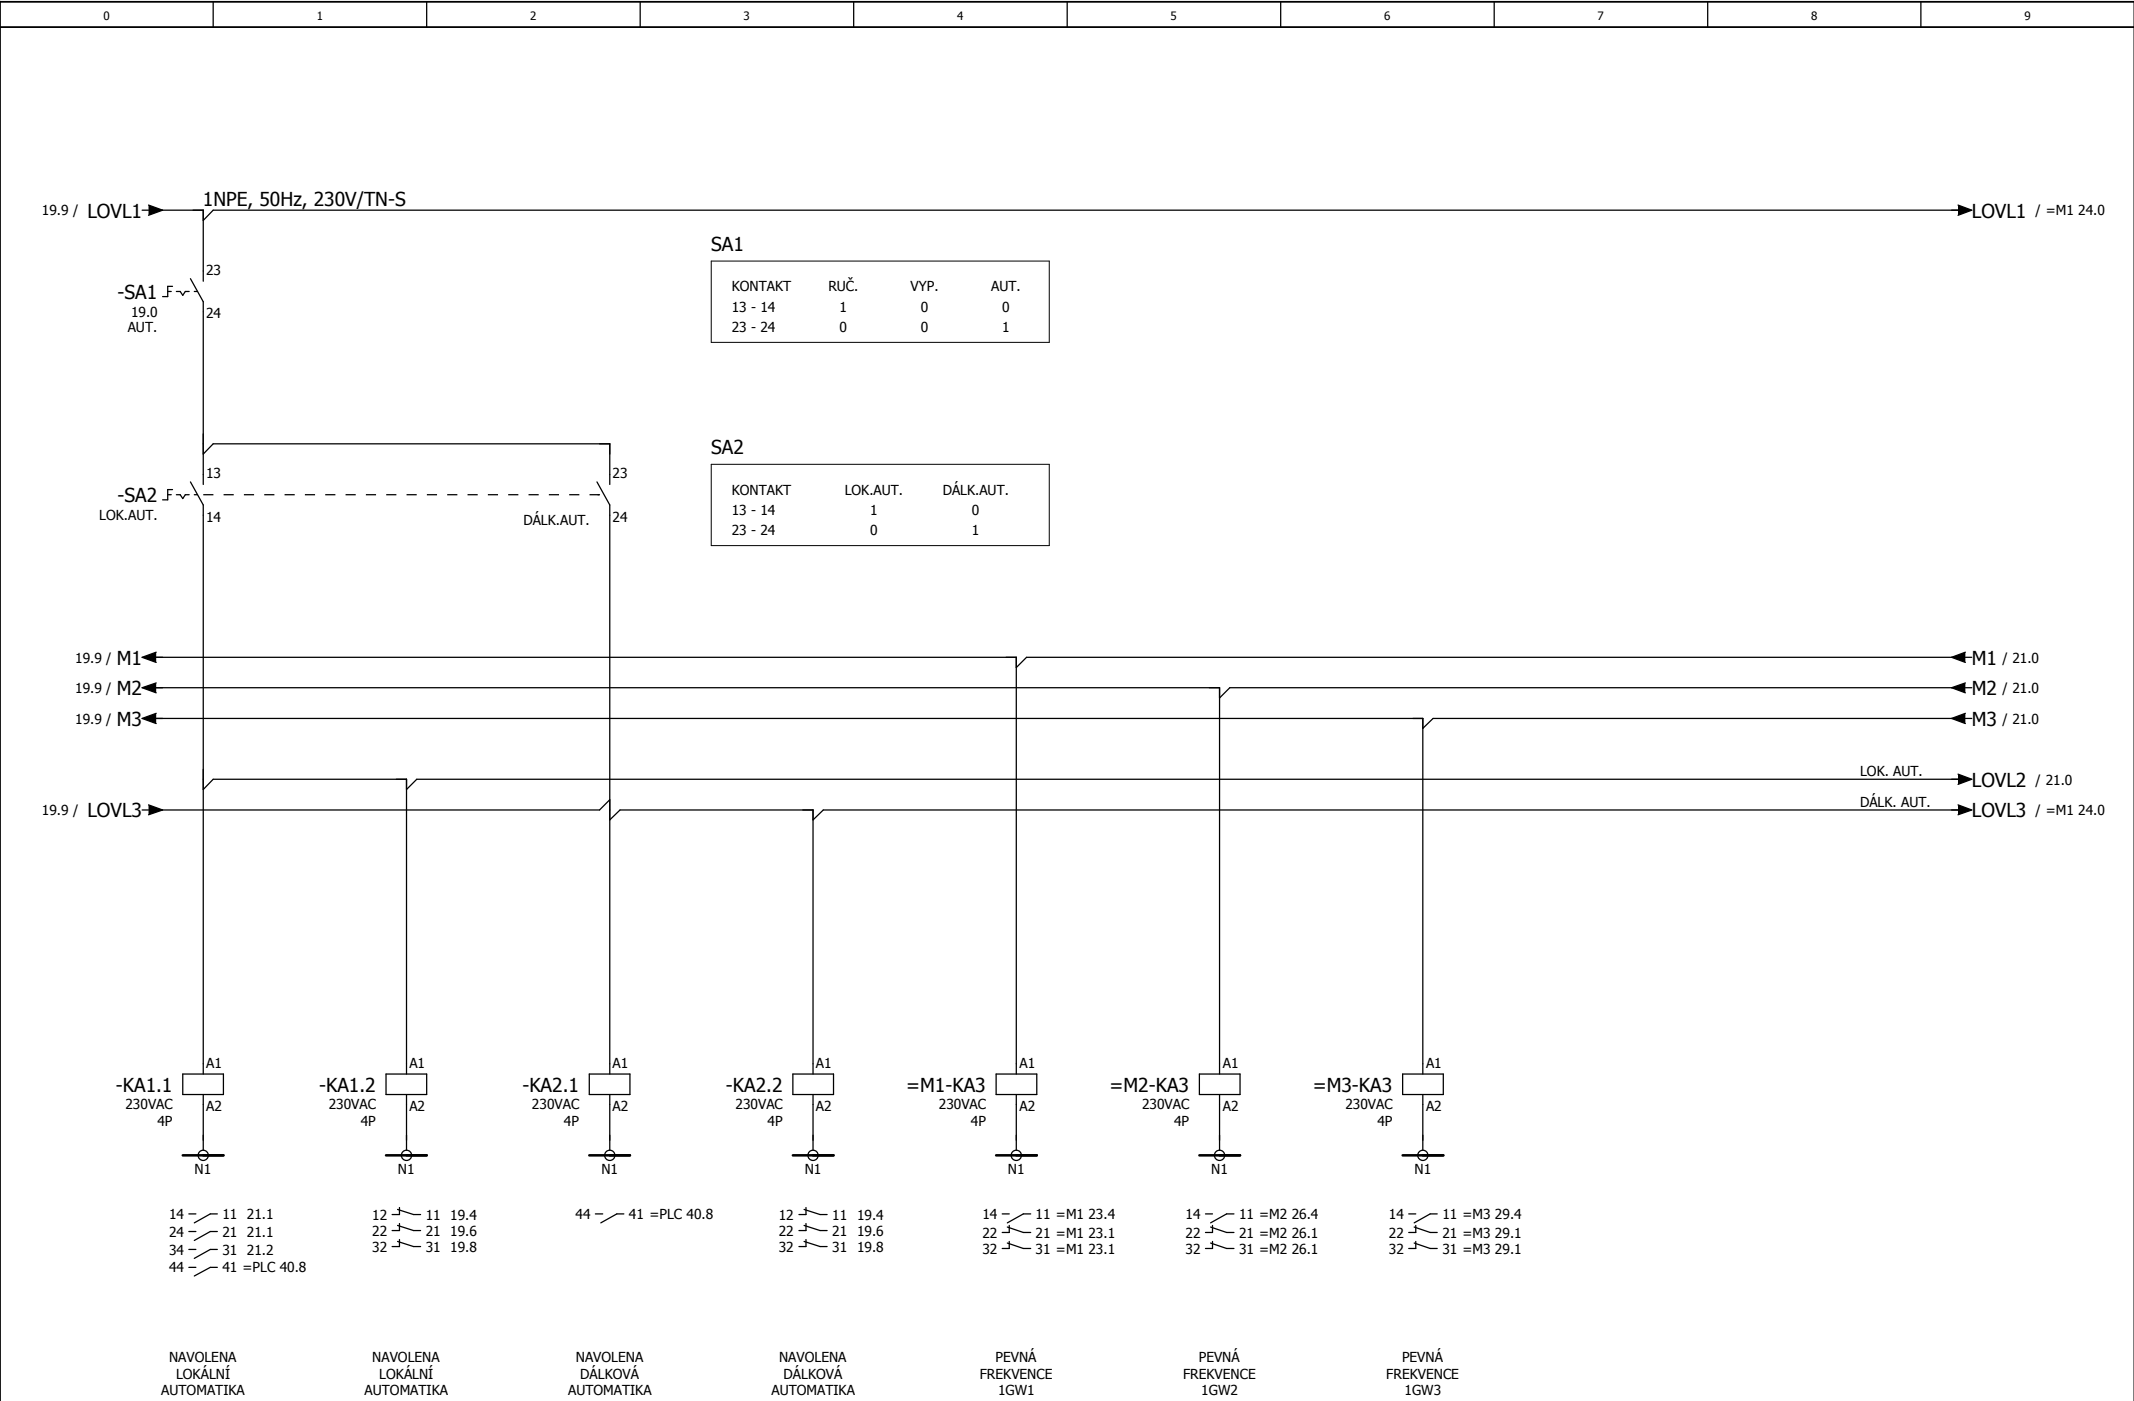 0 1 2 3 4 5 6 7 8 9
1NPE, 50Hz, 230V/TN-S
19.9 / LOVL1 LOVL1 / =M1 24.0
SA1
KONTAKT RUČ. VYP. AUT.
13 - 14 1 0 0
23 - 24 0 0 1
23
-SA1
19.0
AUT.
24
SA2
KONTAKT LOK.AUT. DÁLK.AUT.
13 - 14 1 0
23 - 24 0 1
13 23
-SA2
LOK.AUT. 14 DÁLK.AUT. 24
19.9 / M1 M1 / 21.0
19.9 / M2 M2 / 21.0
19.9 / M3 M3 / 21.0
LOK. AUT. LOVL2 / 21.0
19.9 / LOVL3 DÁLK. AUT. LOVL3 / =M1 24.0
A1 A1 A1 A1 A1 A1 A1
-KA1.1 -KA1.2 -KA2.1 -KA2.2 =M1-KA3 =M2-KA3 =M3-KA3
230VAC A2 230VAC A2 230VAC A2 230VAC A2 230VAC A2 230VAC A2 230VAC A2
4P 4P 4P 4P 4P 4P 4P
N1 N1 N1 N1 N1 N1 N1
14 11 21.1 12 11 19.4 44 41 =PLC 40.8 12 11 19.4 14 11 =M1 23.4 14 11 =M2 26.4 14 11 =M3 29.4
24 21 21.1 22 21 19.6 22 21 19.6 22 21 =M1 23.1 22 21 =M2 26.1 22 21 =M3 29.1
34 31 21.2 32 31 19.8 32 31 19.8 32 31 =M1 23.1 32 31 =M2 26.1 32 31 =M3 29.1
44 41 =PLC 40.8
NAVOLENA NAVOLENA NAVOLENA NAVOLENA PEVNÁ PEVNÁ PEVNÁ
LOKÁLNÍ LOKÁLNÍ DÁLKOVÁ DÁLKOVÁ FREKVENCE FREKVENCE FREKVENCE
AUTOMATIKA AUTOMATIKA AUTOMATIKA AUTOMATIKA 1GW1 1GW2 1GW3